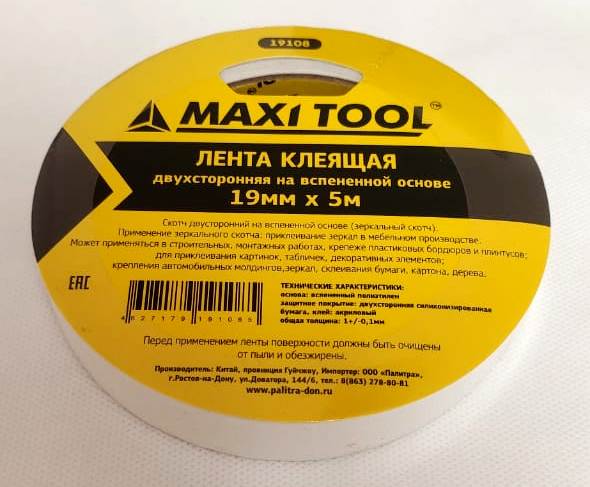 19108
MAXI TOOL™
ЛЕНТА КЛЕЯЩАЯ
двухсторонняя на вспененной основе
19мм х 5м
Скотч двусторонний на вспененной основе (зеркальный скотч).
Применение зеркального скотча: приклеивание зеркал в мебельном производстве.
Может применяться в строительных, монтажных работах, крепеже пластиковых бордюров и плинтусов;
для приклеивания картинок, табличек, декоративных элементов;
крепления автомобильных молдингов,зеркал, склеивания бумаги, картона, дерева.
EAC
ТЕХНИЧЕСКИЕ ХАРАКТЕРИСТИКИ:
основа: вспененный полиэтилен
защитное покрытие: двухсторонняя силиконизированная
бумага, клей: акриловый
общая толщина: 1+/-0,1мм
4627179191085
Перед применением ленты поверхности должны быть очищены
от пыли и обезжирены.
Производитель: Китай, провинция Гуйчжоу, Импортер: ООО «Палитра»,
г.Ростов-на-Дону, ул.Доватора, 144/6, тел.: 8(863) 278-80-81
www.palitra-don.ru